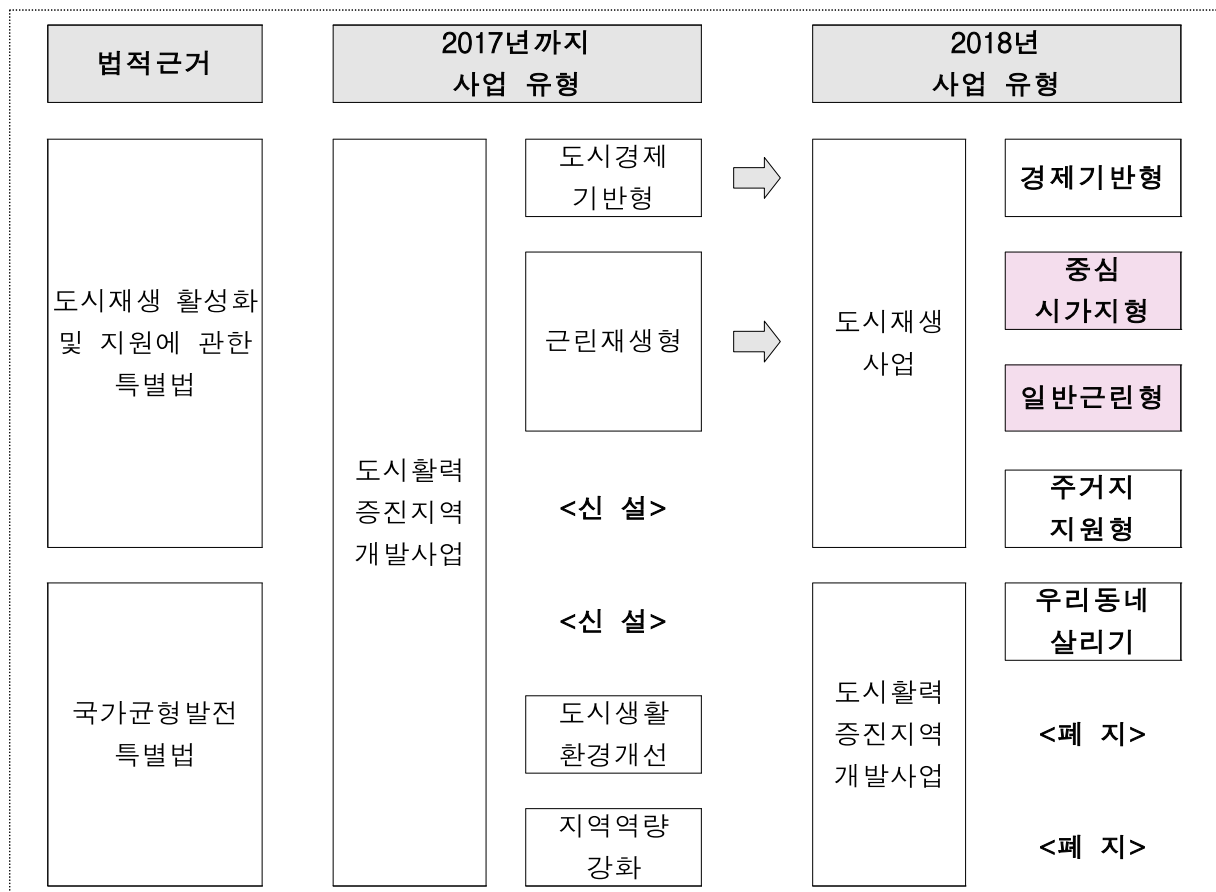 법적근거
2017년까지
사업 유형
2018년
사업 유형
도시재생 활성화
및 지원에 관한
특별법
도시활력
증진지역
개발사업
도시경제
기반형
도시재생
사업
경제기반형
근린재생형
중심
시가지형
일반근린형
<신 설>
주거지
지원형
국가균형발전
특별법
<신 설>
도시활력
증진지역
개발사업
우리동네
살리기
도시생활
환경개선
<폐 지>
지역역량
강화
<폐 지>